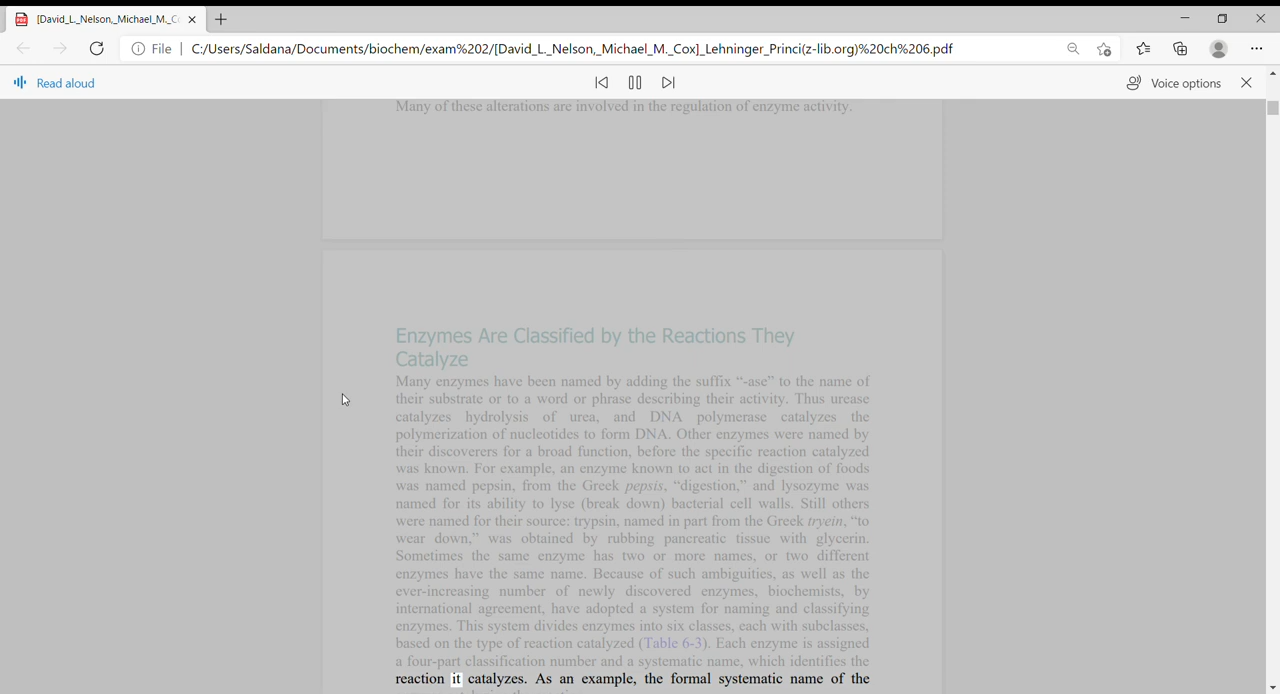 [David_L._Nelson,_Michael_M._C
File
C:/Users/Saldana/Documents/biochem/exam%202/[David_L._Nelson,_Michael_M._Cox]_Lehninger_Princi(z-lib.org)%20ch%206.pdf
Read aloud
Voice options
Many of these alterations are involved in the regulation of enzyme activity.
Enzymes Are Classified by the Reactions They
Catalyze
Many enzymes have been named by adding the suffix “-ase” to the name of
their substrate or to a word or phrase describing their activity. Thus urease
catalyzes hydrolysis of urea, and DNA polymerase catalyzes the
polymerization of nucleotides to form DNA. Other enzymes were named by
their discoverers for a broad function, before the specific reaction catalyzed
was known. For example, an enzyme known to act in the digestion of foods
was named pepsin, from the Greek pepsis, “digestion,” and lysozyme was
named for its ability to lyse (break down) bacterial cell walls. Still others
were named for their source: trypsin, named in part from the Greek tryein, “to
wear down,” was obtained by rubbing pancreatic tissue with glycerin.
Sometimes the same enzyme has two or more names, or two different
enzymes have the same name. Because of such ambiguities, as well as the
ever-increasing number of newly discovered enzymes, biochemists, by
international agreement, have adopted a system for naming and classifying
enzymes. This system divides enzymes into six classes, each with subclasses,
based on the type of reaction catalyzed (Table 6-3). Each enzyme is assigned
a four-part classification number and a systematic name, which identifies the
reaction it catalyzes. As an example, the formal systematic name of the